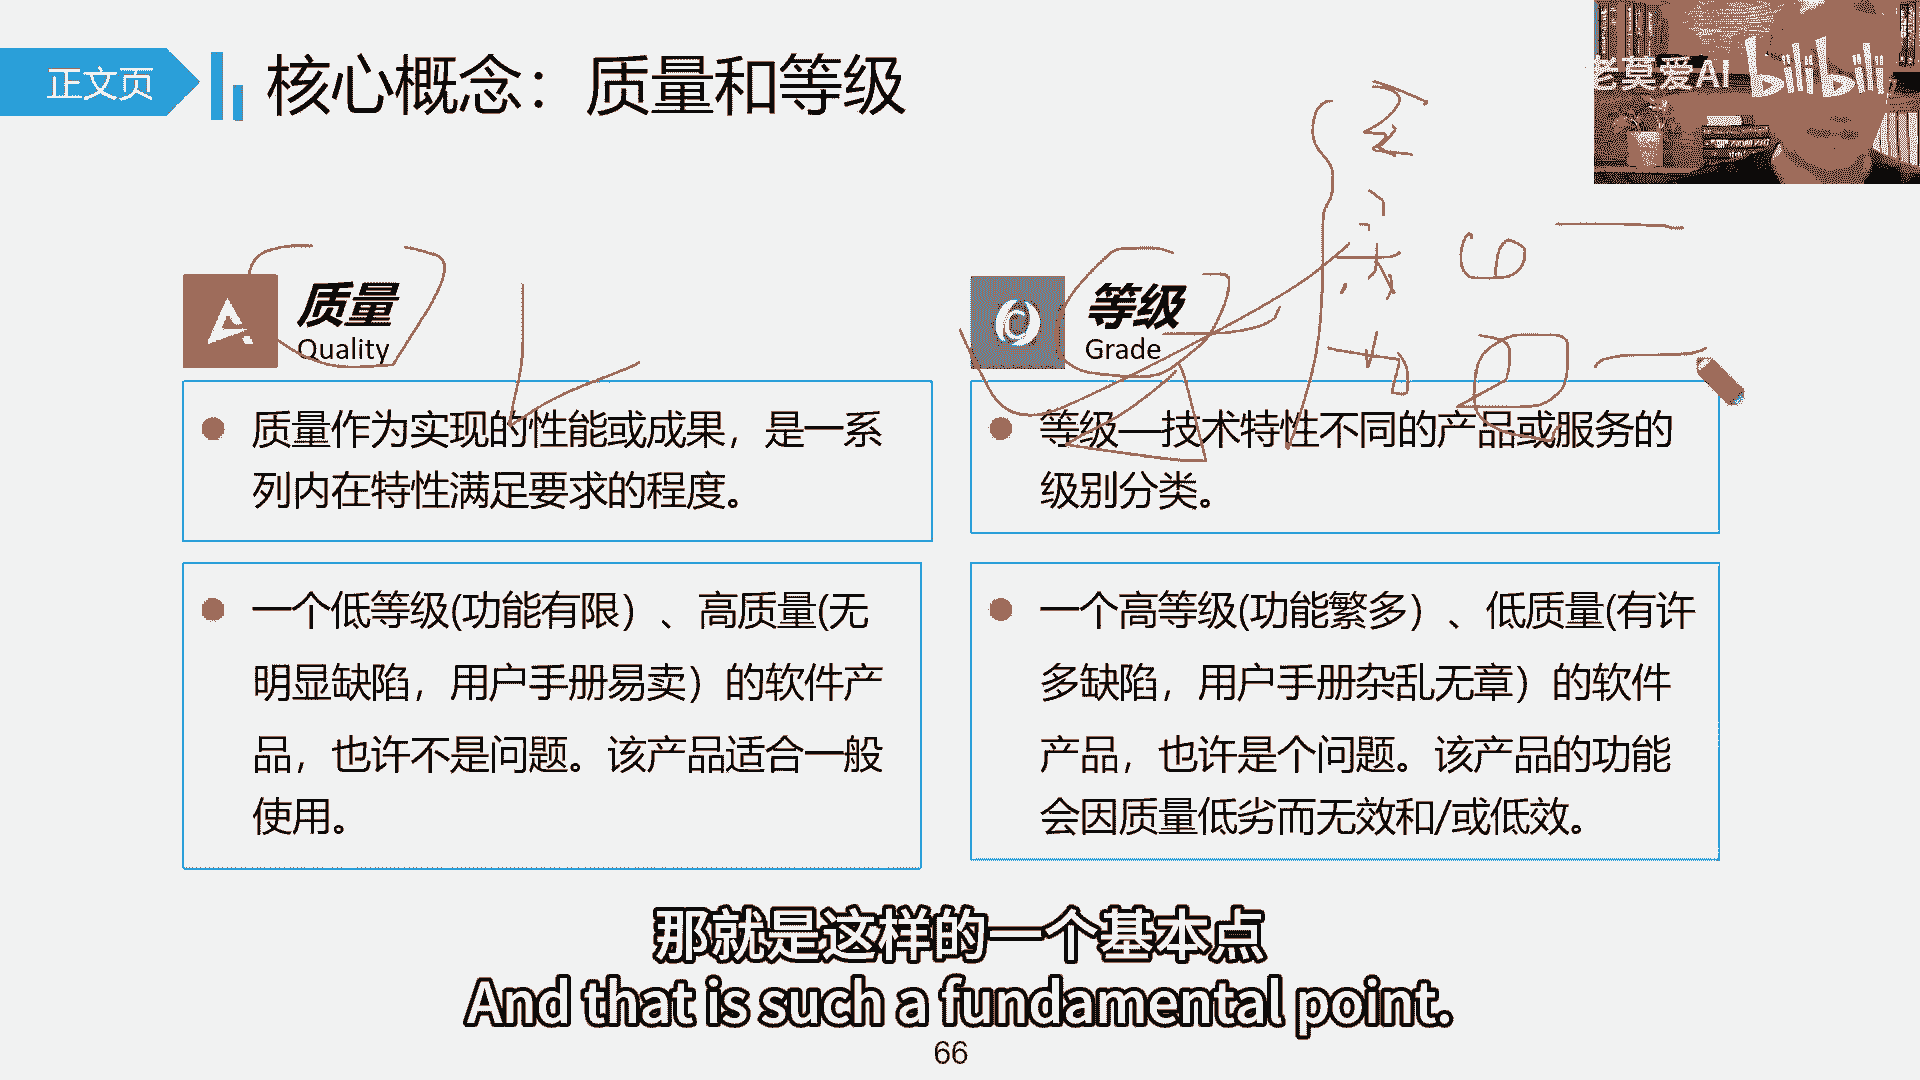 正文页
核心概念：质量和等级
老莫爱AI
bilibili
质量
Quality
质量作为实现的性能或成果，是一系
列内在特性满足要求的程度。
一个低等级(功能有限）、高质量(无
明显缺陷，用户手册易卖）的软件产
品，也许不是问题。该产品适合一般
使用。
等级
Grade
等级—技术特性不同的产品或服务的
级别分类。
一个高等级(功能繁多）、低质量(有许
多缺陷，用户手册杂乱无章）的软件
产品，也许是个问题。该产品的功能
会因质量低劣而无效和/或低效。
那就是这样的一个基本点
And that is such a fundamental point.
66